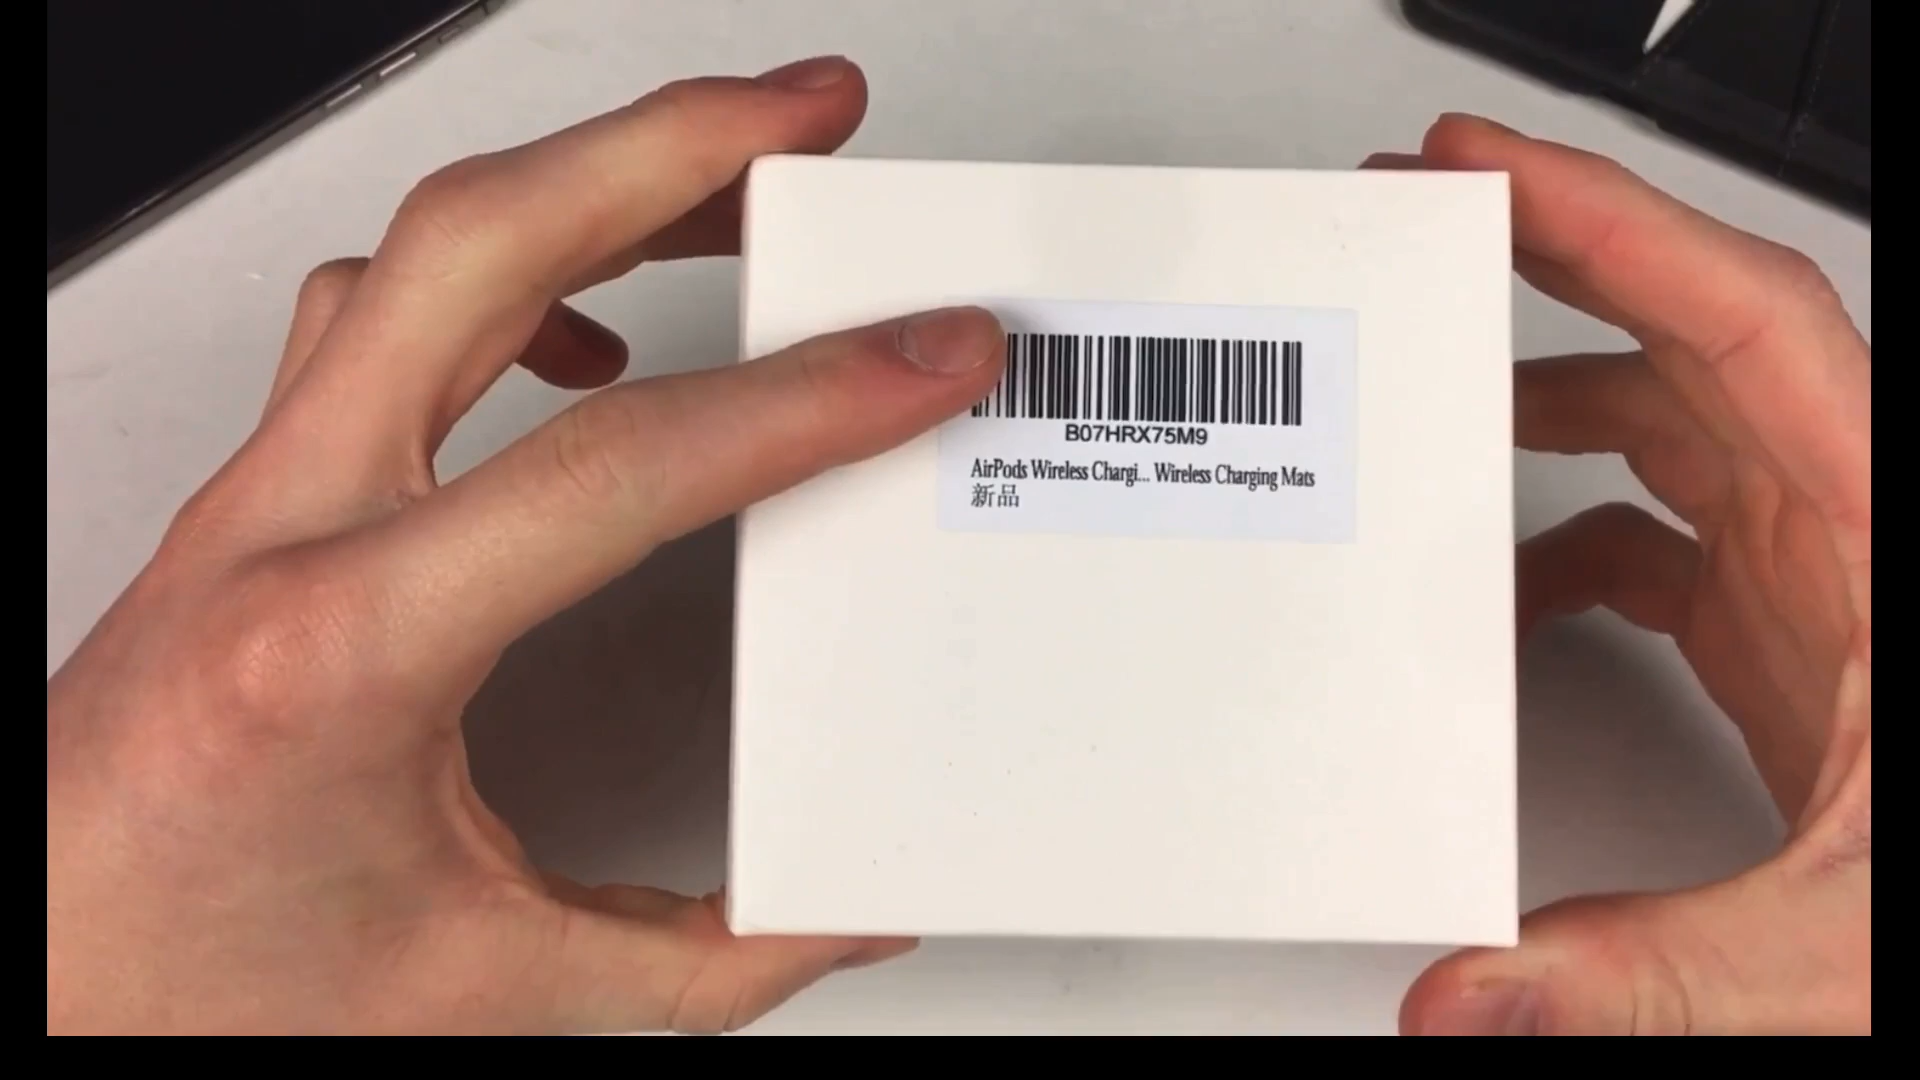 B07HRX75M9
AirPods Wireless Chargi... Wireless Charging Mats
新品